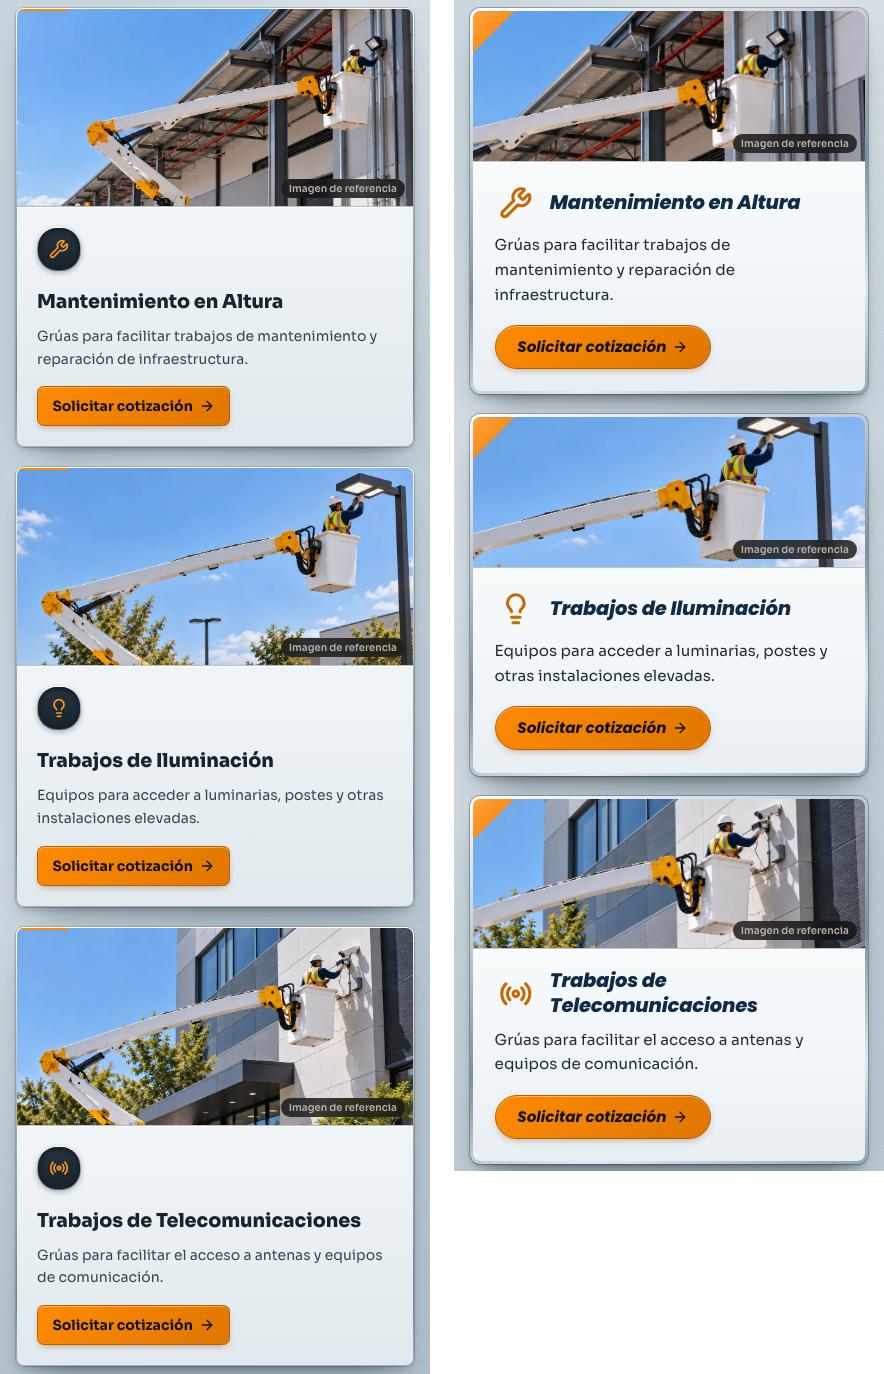 Imagen de referencia
Mantenimiento en Altura
Grúas para facilitar trabajos de mantenimiento y
reparación de infraestructura.
Solicitar cotización →
Imagen de referencia
Trabajos de Iluminación
Equipos para acceder a luminarias, postes y otras
instalaciones elevadas.
Solicitar cotización →
Imagen de referencia
Trabajos de Telecomunicaciones
Grúas para facilitar el acceso a antenas y equipos
de comunicación.
Solicitar cotización →
Imagen de referencia
Mantenimiento en Altura
Grúas para facilitar trabajos de
mantenimiento y reparación de
infraestructura.
Solicitar cotización →
Imagen de referencia
Trabajos de Iluminación
Equipos para acceder a luminarias, postes y
otras instalaciones elevadas.
Solicitar cotización →
Imagen de referencia
Trabajos de
Telecomunicaciones
Grúas para facilitar el acceso a antenas y
equipos de comunicación.
Solicitar cotización →